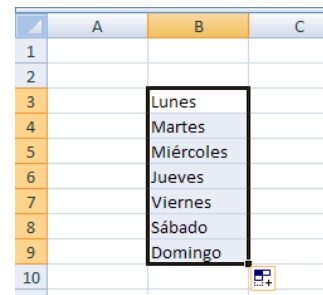 A B C
1
2
3 Lunes
4 Martes
5 Miércoles
6 Jueves
7 Viernes
8 Sábado
9 Domingo
10